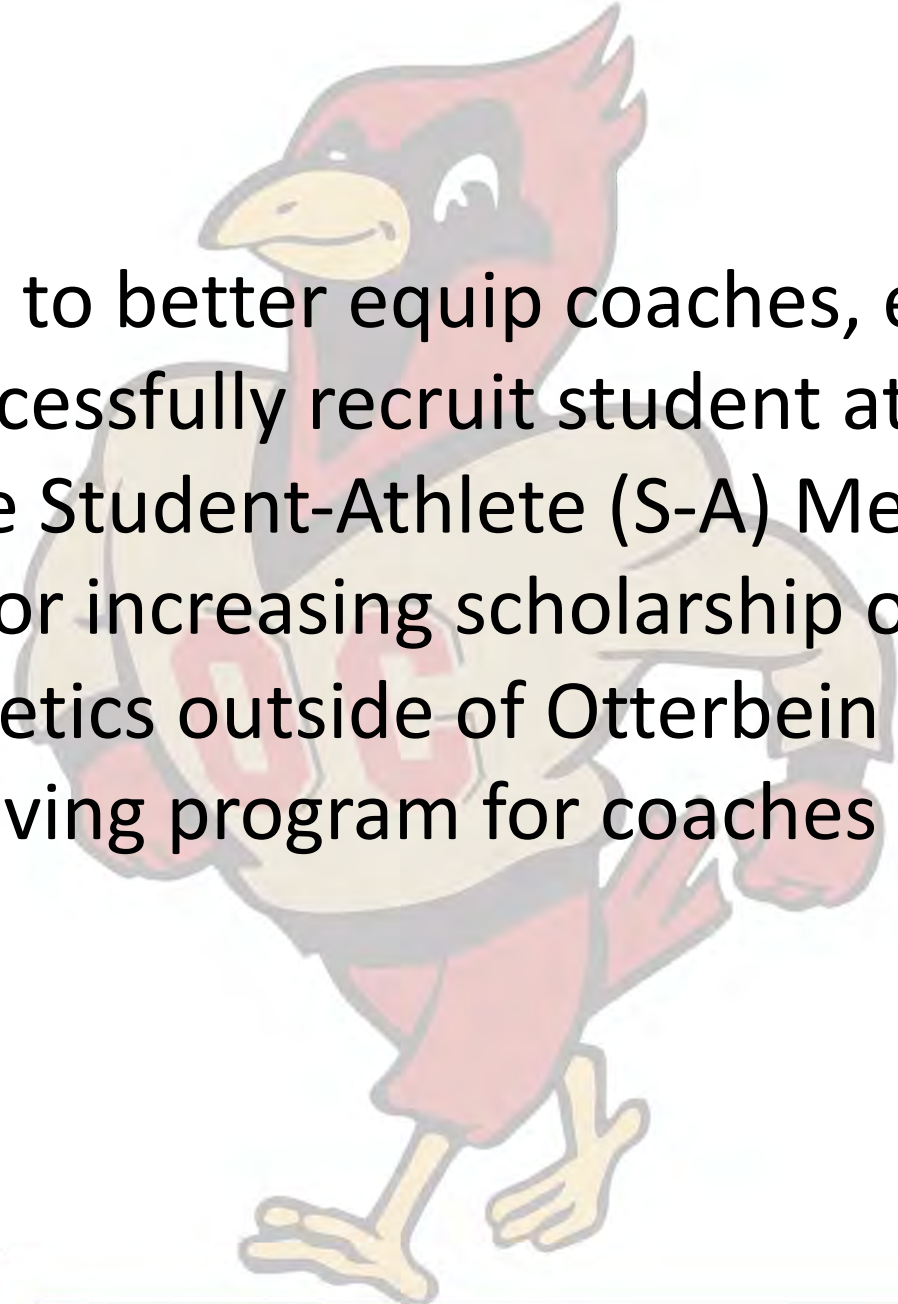 to better equip coaches, e
cessfully recruit student at
e Student-Athlete (S-A) Me
or increasing scholarship o
etics outside of Otterbein
ving program for coaches
OC